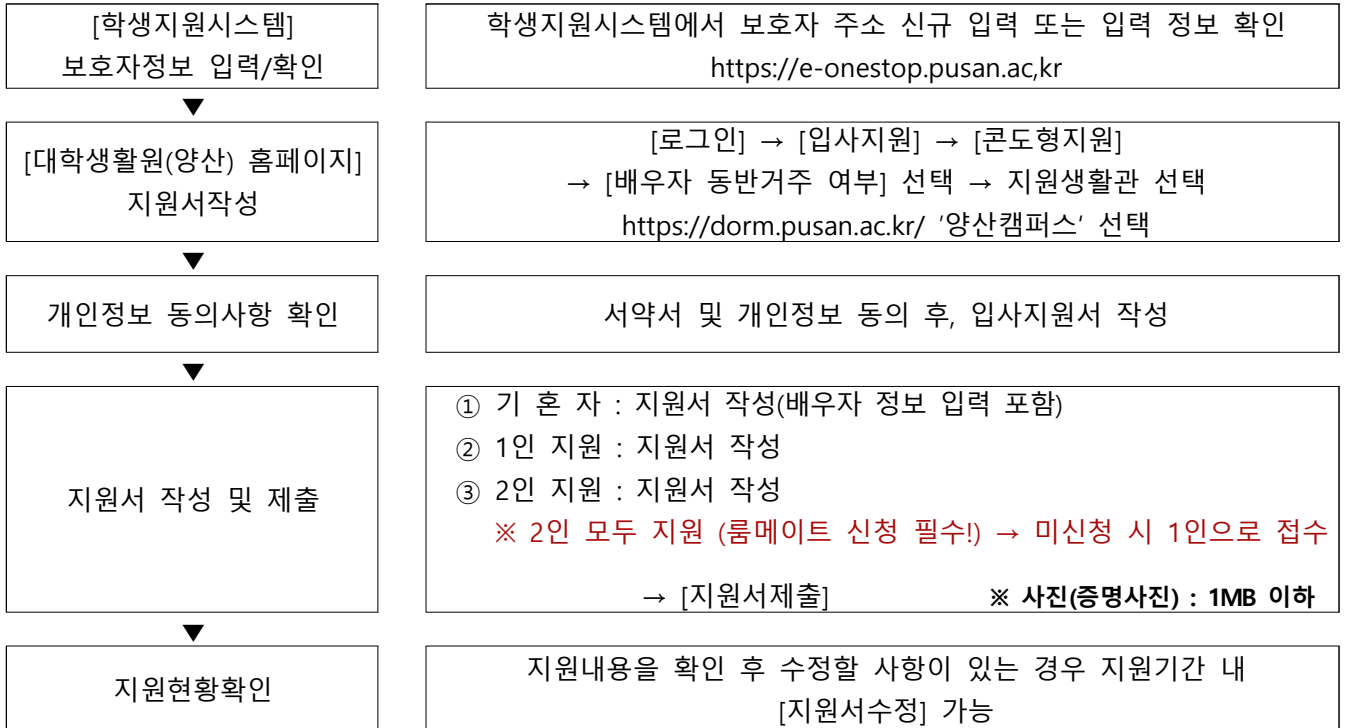 [학생지원시스템]
보호자정보 입력/확인
학생지원시스템에서 보호자 주소 신규 입력 또는 입력 정보 확인
https://e-onestop.pusan.ac,kr
▼
[대학생활원(양산) 홈페이지]
지원서작성
[로그인] → [입사지원] → [콘도형지원]
→ [배우자 동반거주 여부] 선택 → 지원생활관 선택
https://dorm.pusan.ac.kr/ '양산캠퍼스' 선택
▼
개인정보 동의사항 확인
서약서 및 개인정보 동의 후, 입사지원서 작성
▼
지원서 작성 및 제출
① 기 혼 자 : 지원서 작성(배우자 정보 입력 포함)
② 1인 지원 : 지원서 작성
③ 2인 지원 : 지원서 작성
※ 2인 모두 지원 (룸메이트 신청 필수!) → 미신청 시 1인으로 접수
→ [지원서제출] ※ 사진(증명사진) : 1MB 이하
▼
지원현황확인
지원내용을 확인 후 수정할 사항이 있는 경우 지원기간 내
[지원서수정] 가능